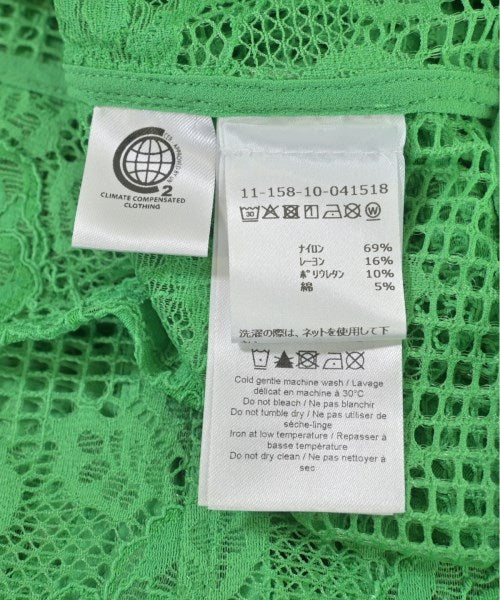 CO2
CLIMATE COMPENSATED
CLOTHING
11-158-10-041518
ナイロン 69%
レーヨン 16%
ポリウレタン 10%
綿 5%
洗濯の際は、ネットを使用して下
Cold gentle machine wash / Lavage
délicat en machine à 30°C
Do not bleach / Ne pas blanchir
Do not tumble dry / Ne pas utiliser de
sèche-linge
Iron at low temperature / Repasser à
basse température
Do not dry clean / Ne pas nettoyer à
sec